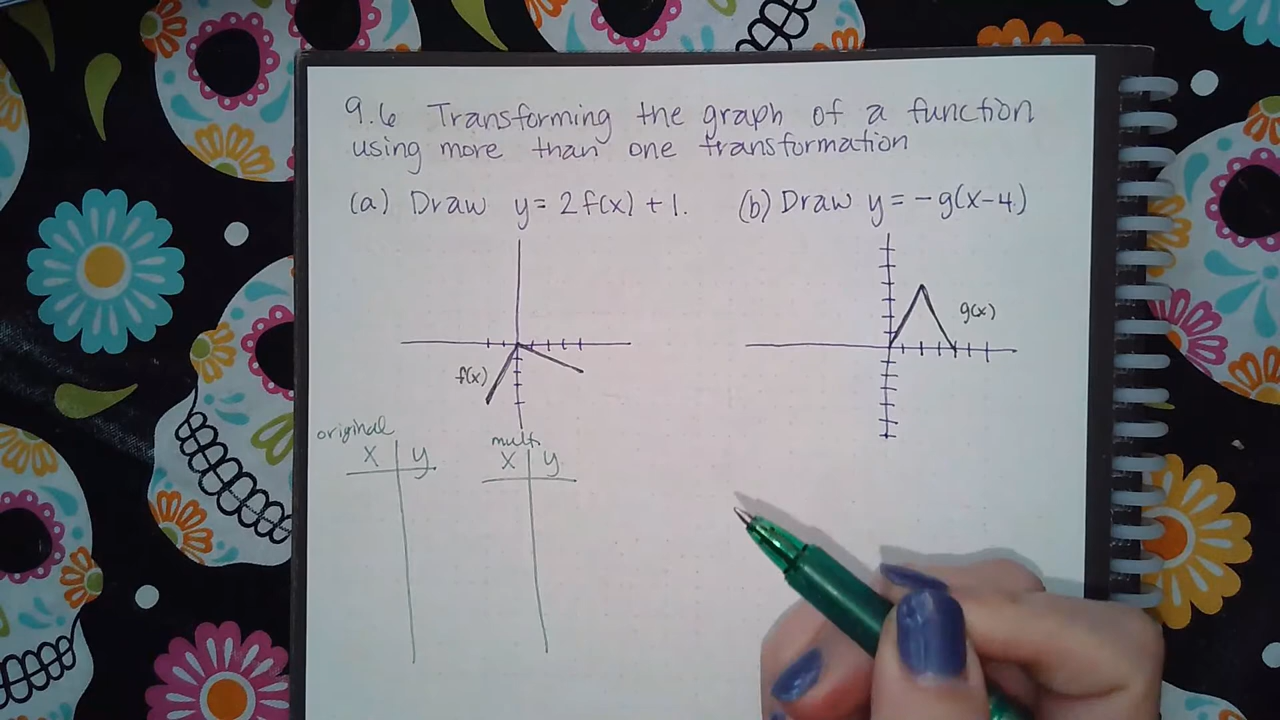 9.6 Transforming the graph of a function
using more than one transformation
(a) Draw y = 2f(x) + 1.
(b) Draw y = -g(x-4)
f(x)
g(x)
original
x y
mult.
x y